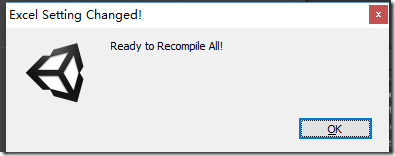 Excel Setting Changed!
Ready to Recompile All!
OK